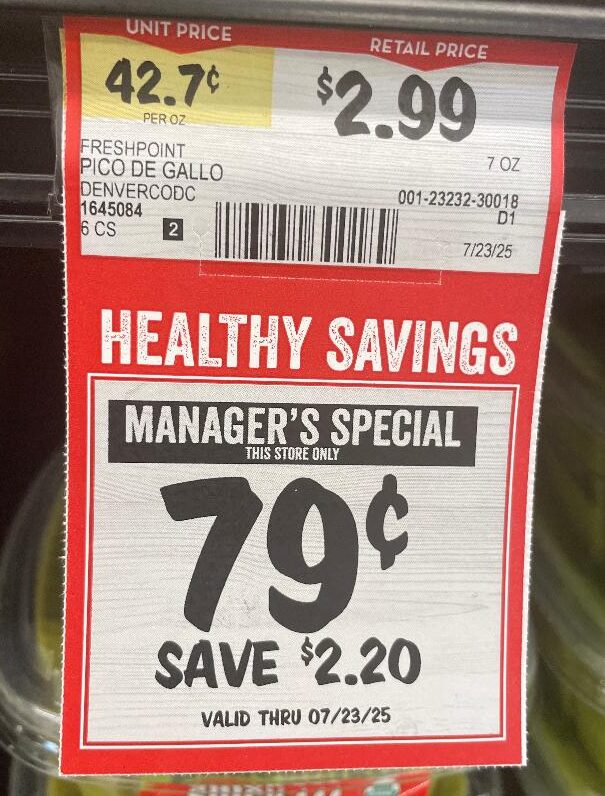 UNIT PRICE
RETAIL PRICE
42.7¢
PER OZ
$2.99
FRESHPOINT
7 OZ
PICO DE GALLO
DENVERCODC
001-23232-30018
1645084
D1
6 CS 2
7/23/25
HEALTHY SAVINGS
MANAGER'S SPECIAL
THIS STORE ONLY
79¢
SAVE $2.20
VALID THRU 07/23/25